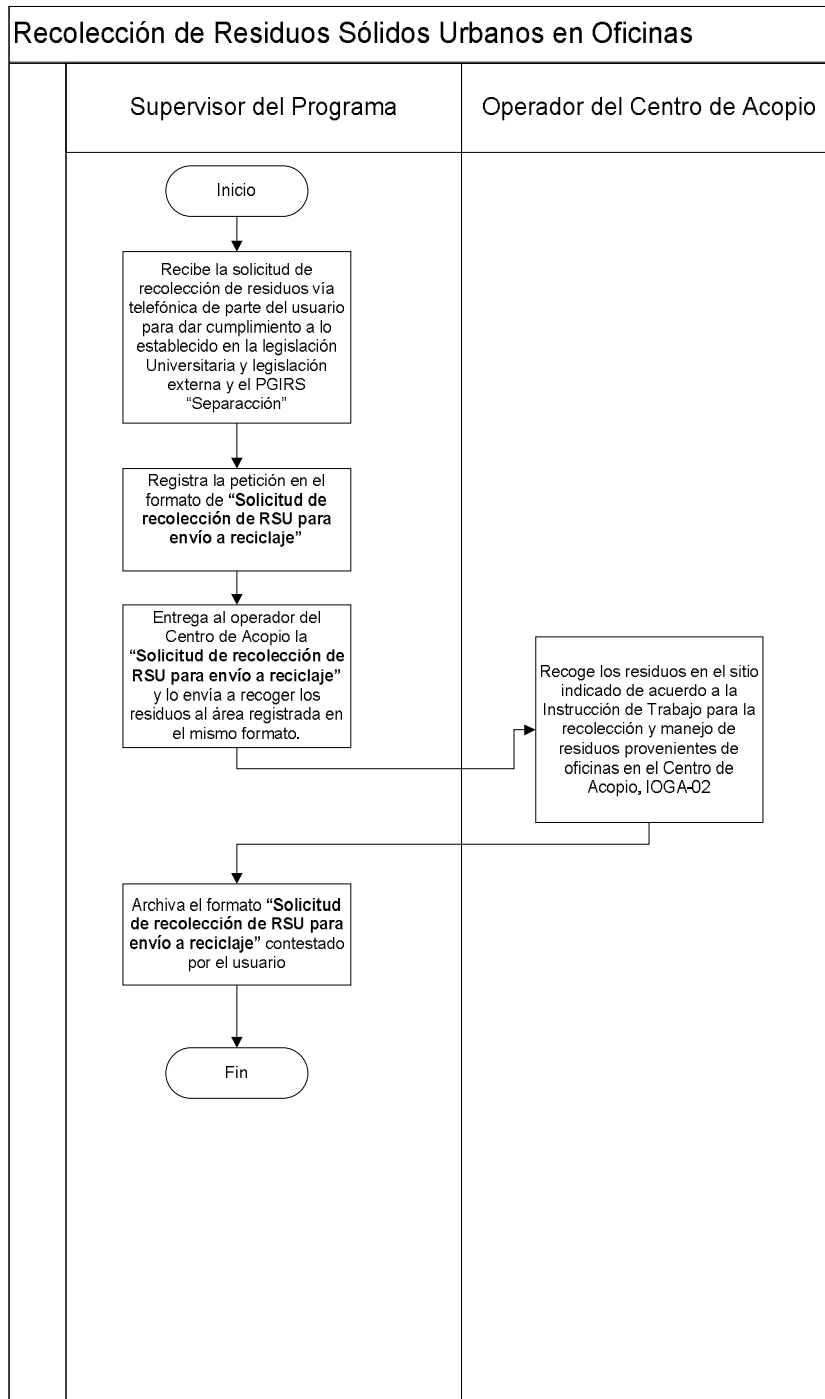 Recolección de Residuos Sólidos Urbanos en Oficinas
Supervisor del Programa
Operador del Centro de Acopio
Inicio
Recibe la solicitud de
recolección de residuos vía
telefónica de parte del usuario
para dar cumplimiento a lo
establecido en la legislación
Universitaria y legislación
externa y el PGIRS
“Separacción”
Registra la petición en el
formato de “Solicitud de
recolección de RSU para
envío a reciclaje”
Entrega al operador del
Centro de Acopio la
“Solicitud de recolección de
RSU para envío a reciclaje”
y lo envía a recoger los
residuos al área registrada en
el mismo formato.
Recoge los residuos en el sitio
indicado de acuerdo a la
Instrucción de Trabajo para la
recolección y manejo de
residuos provenientes de
oficinas en el Centro de
Acopio, IOGA-02
Archiva el formato “Solicitud
de recolección de RSU para
envío a reciclaje” contestado
por el usuario
Fin